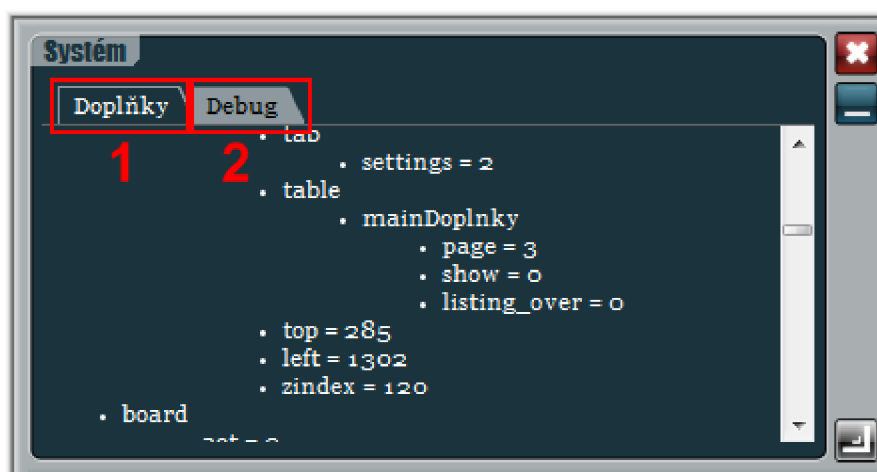 Systém
Doplňky Debug
1 2
• tab
• settings = 2
• table
• mainDoplnky
• page = 3
• show = 0
• listing_over = 0
• top = 285
• left = 1302
• zindex = 120
• board